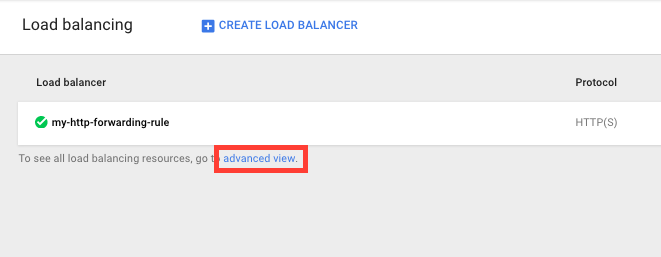 Load balancing
CREATE LOAD BALANCER
Load balancer Protocol
my-http-forwarding-rule HTTP(S)
To see all load balancing resources, go to advanced view.